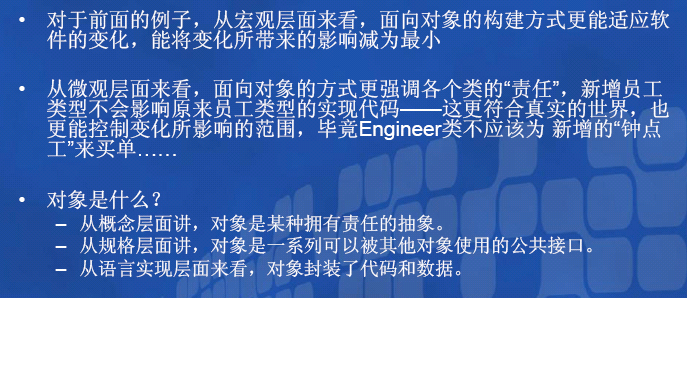 • 对于前面的例子，从宏观层面来看，面向对象的构建方式更能适应软
件的变化，能将变化所带来的影响减为最小
• 从微观层面来看，面向对象的方式更强调各个类的“责任”，新增员工
类型不会影响原来员工类型的实现代码——这更符合真实的世界，也
更能控制变化所影响的范围，毕竟Engineer类不应该为 新增的“钟点
工”来买单……
• 对象是什么？
– 从概念层面讲，对象是某种拥有责任的抽象。
– 从规格层面讲，对象是一系列可以被其他对象使用的公共接口。
– 从语言实现层面来看，对象封装了代码和数据。